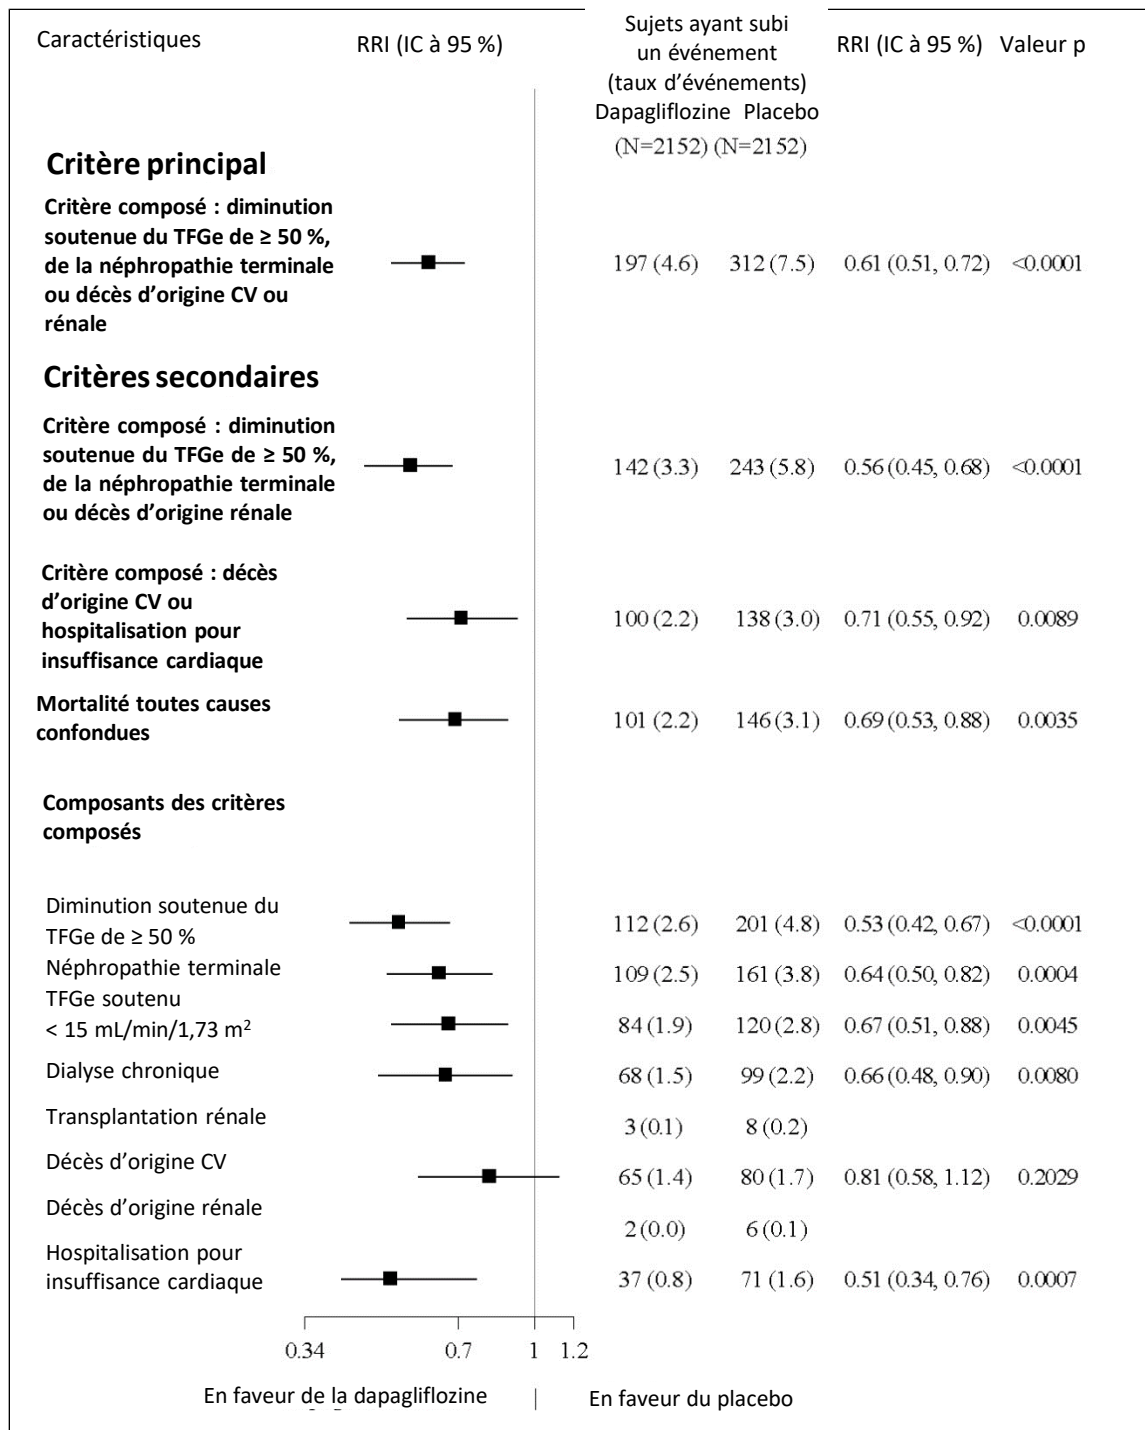 Caractéristiques RRI (IC à 95 %) Sujets ayant subi
un événement
(taux d’événements)
Dapagliflozine Placebo
(N=2152) (N=2152)
RRI (IC à 95 %) Valeur p
Critère principal
Critère composé : diminution
soutenue du TFGe de ≥ 50 %,
de la néphropathie terminale
ou décès d’origine CV ou
rénale
197 (4.6) 312 (7.5) 0.61 (0.51, 0.72) <0.0001
Critères secondaires
Critère composé : diminution
soutenue du TFGe de ≥ 50 %,
de la néphropathie terminale
ou décès d’origine rénale
142 (3.3) 243 (5.8) 0.56 (0.45, 0.68) <0.0001
Critère composé : décès
d’origine CV ou
hospitalisation pour
insuffisance cardiaque
100 (2.2) 138 (3.0) 0.71 (0.55, 0.92) 0.0089
Mortalité toutes causes
confondues
101 (2.2) 146 (3.1) 0.69 (0.53, 0.88) 0.0035
Composants des critères
composés
Diminution soutenue du
TFGe de ≥ 50 %
112 (2.6) 201 (4.8) 0.53 (0.42, 0.67) <0.0001
Néphropathie terminale 109 (2.5) 161 (3.8) 0.64 (0.50, 0.82) 0.0004
TFGe soutenu
< 15 mL/min/1,73 m² 84 (1.9) 120 (2.8) 0.67 (0.51, 0.88) 0.0045
Dialyse chronique 68 (1.5) 99 (2.2) 0.66 (0.48, 0.90) 0.0080
Transplantation rénale 3 (0.1) 8 (0.2)
Décès d’origine CV 65 (1.4) 80 (1.7) 0.81 (0.58, 1.12) 0.2029
Décès d’origine rénale 2 (0.0) 6 (0.1)
Hospitalisation pour
insuffisance cardiaque 37 (0.8) 71 (1.6) 0.51 (0.34, 0.76) 0.0007
0.34 0.7 1 1.2
En faveur de la dapagliflozine | En faveur du placebo